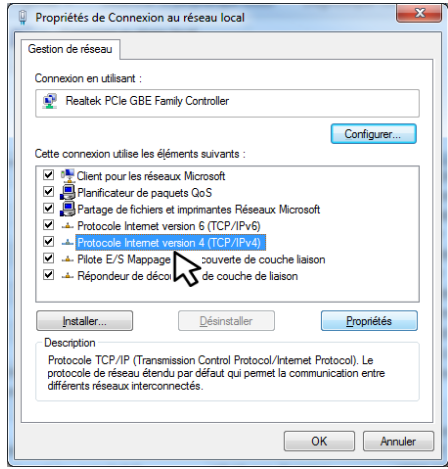 Propriétés de Connexion au réseau local
Gestion de réseau
Connexion en utilisant :
Realtek PCIe GBE Family Controller
Configurer...
Cette connexion utilise les éléments suivants :
Client pour les réseaux Microsoft
Planificateur de paquets QoS
Partage de fichiers et imprimantes Réseaux Microsoft
Protocole Internet version 6 (TCP/IPv6)
Protocole Internet version 4 (TCP/IPv4)
Pilote E/S Mappage couverte de couche liaison
Répondeur de déco de couche de liaison
Installer... Désinstaller Propriétés
Description
Protocole TCP/IP (Transmission Control Protocol/Internet Protocol). Le
protocole de réseau étendu par défaut qui permet la communication entre
différents réseaux interconnectés.
OK Annuler